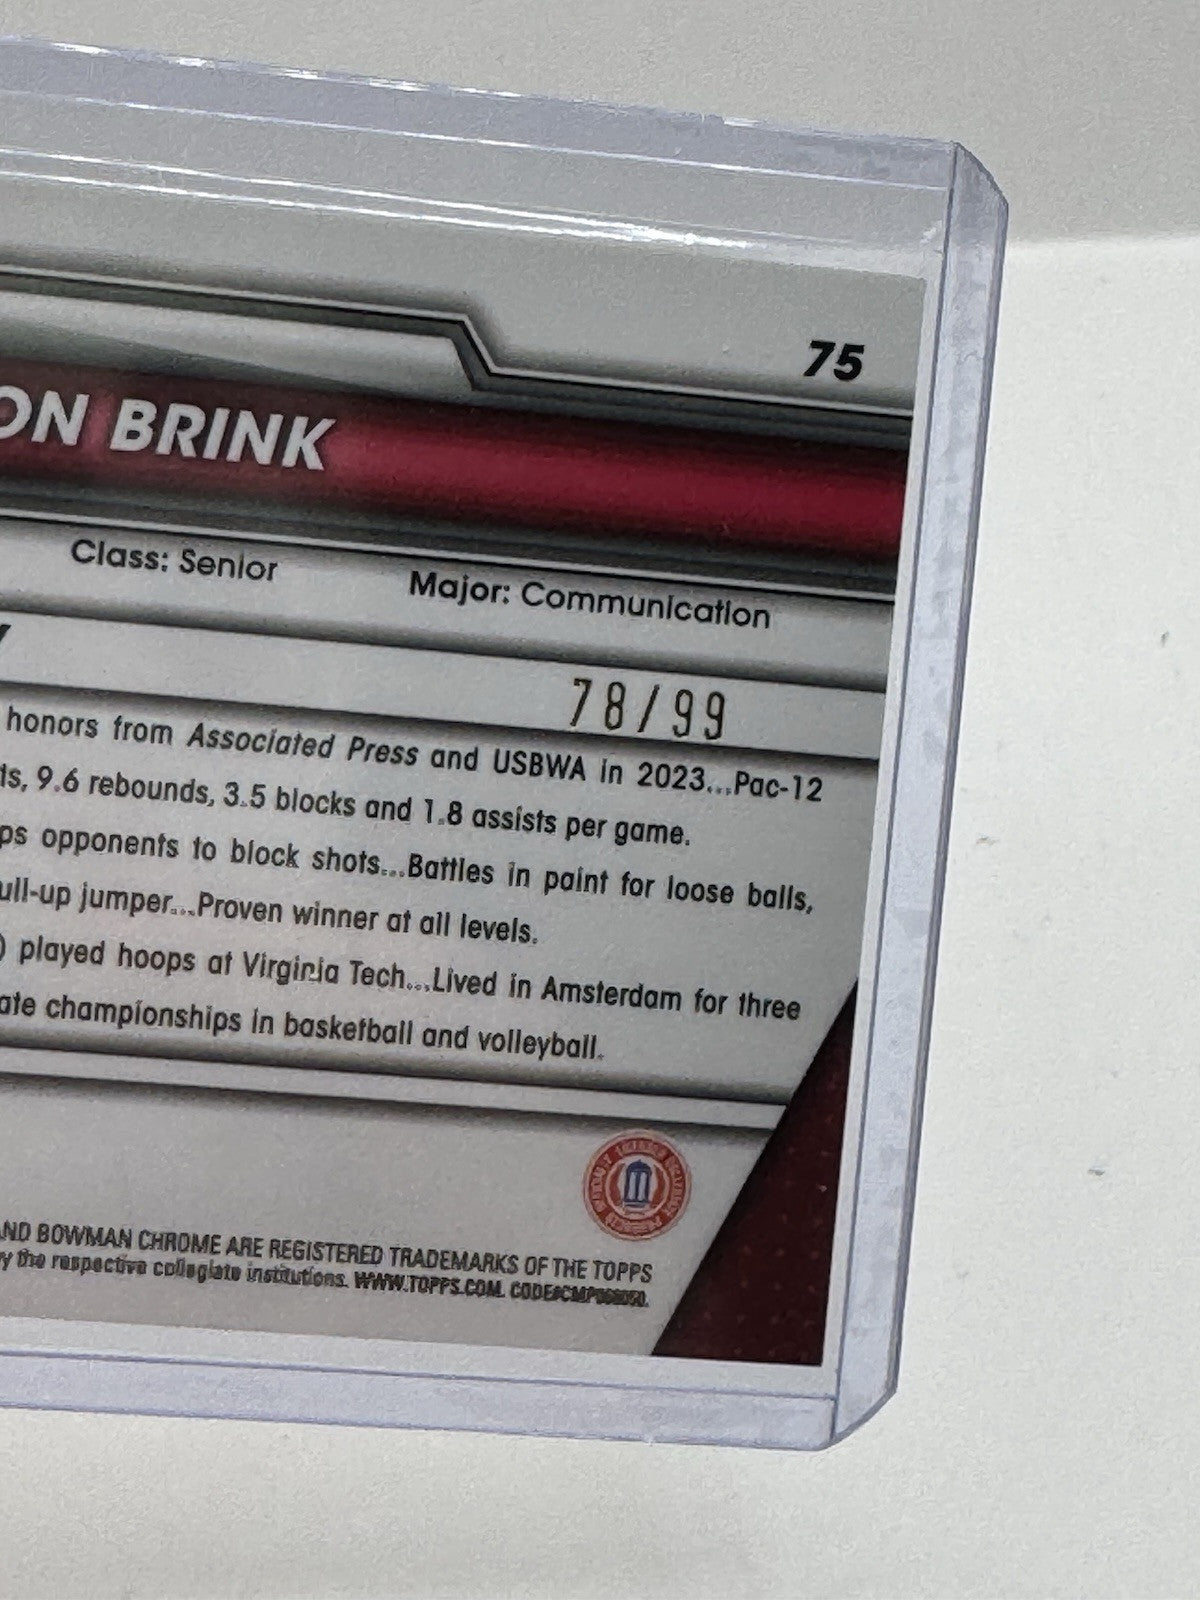 75
ON BRINK
Class: Senior Major: Communication
78/99
honors from Associated Press and USBWA in 2023...Pac-12
ts, 9.6 rebounds, 3.5 blocks and 1.8 assists per game.
ps opponents to block shots...Battles in paint for loose balls,
ull-up jumper...Proven winner at all levels.
) played hoops at Virginia Tech...Lived in Amsterdam for three
ate championships in basketball and volleyball.
ND BOWMAN CHROME ARE REGISTERED TRADEMARKS OF THE TOPPS
y the respective collegiate institutions. WWW.TOPPS.COM.